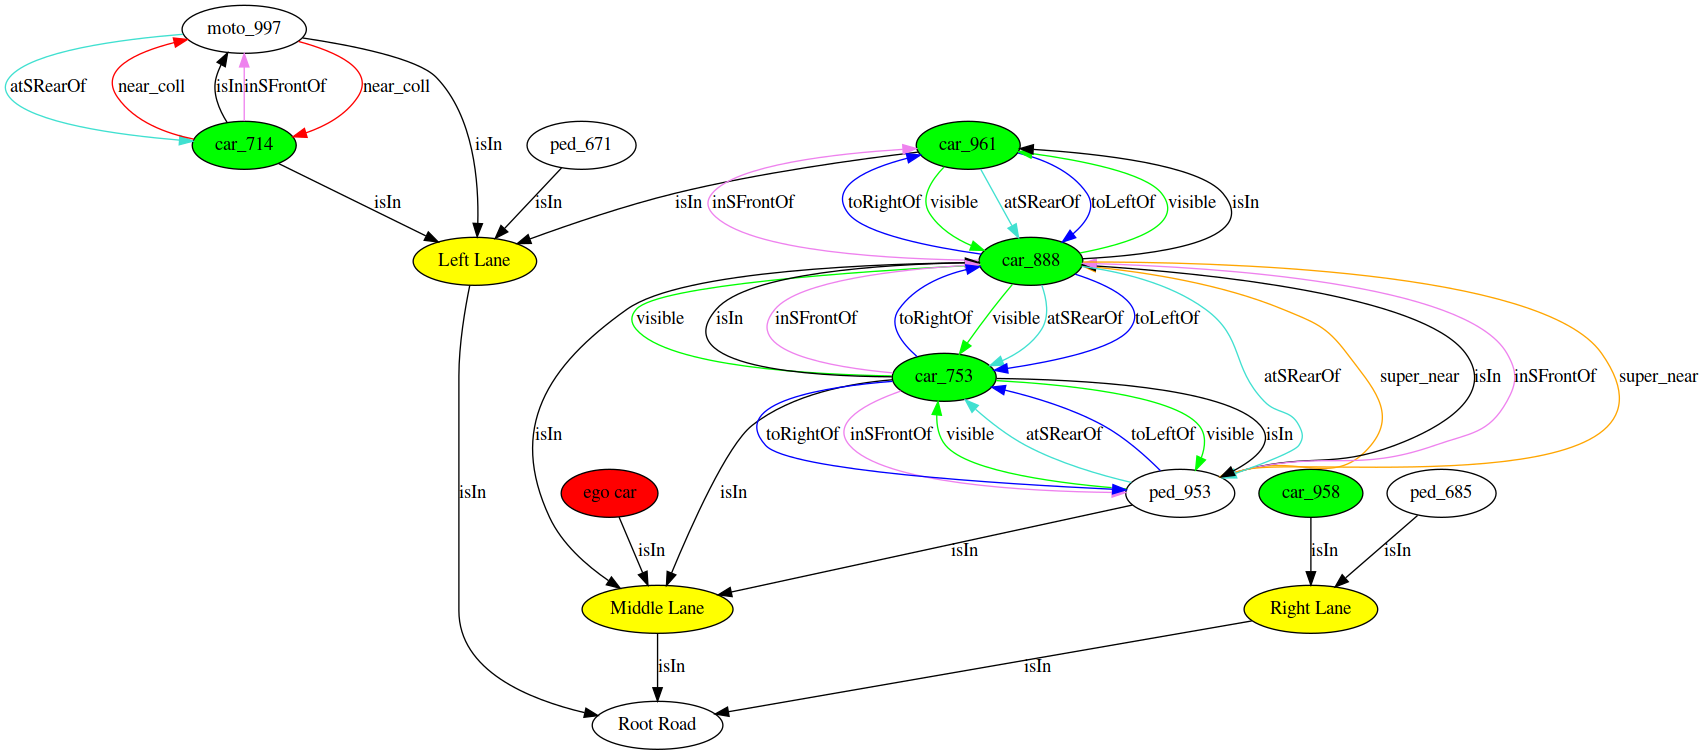 moto_997
atSRearOf near_coll isIn inSFrontOf near_coll
car_714 isIn ped_671 car_961
isIn isIn isIn inSFrontOf toRightOf visible atSRearOf toLeftOf visible isIn
Left Lane car_888
visible isIn inSFrontOf toRightOf visible atSRearOf toLeftOf
car_753 atSRearOf super_near isIn inSFrontOf super_near
isIn toRightOf inSFrontOf visible atSRearOf toLeftOf visible isIn
isIn ego car isIn ped_953 car_958 ped_685
isIn isIn isIn isIn
Middle Lane Right Lane
isIn isIn
Root Road